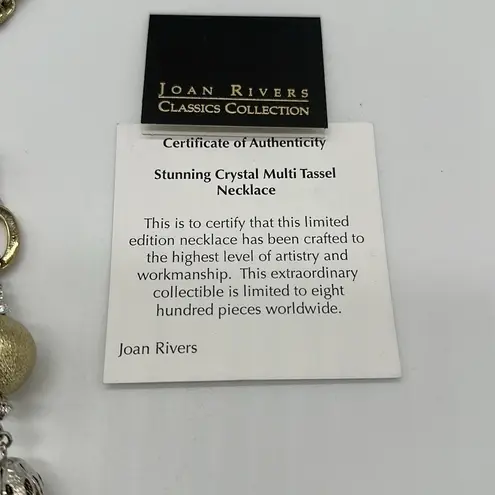 JOAN RIVERS
CLASSICS COLLECTION
Certificate of Authenticity
Stunning Crystal Multi Tassel
Necklace
This is to certify that this limited
edition necklace has been crafted to
the highest level of artistry and
workmanship. This extraordinary
collectible is limited to eight
hundred pieces worldwide.
Joan Rivers